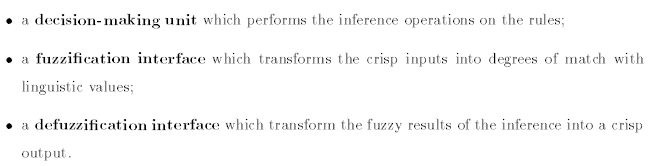 • a decision-making unit which performs the inference operations on the rules;
• a fuzzification interface which transforms the crisp inputs into degrees of match with
linguistic values;
• a defuzzification interface which transform the fuzzy results of the inference into a crisp
output.